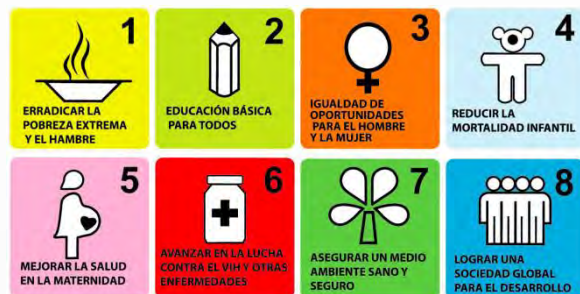 1
ERRADICAR LA
POBREZA EXTREMA
Y EL HAMBRE
2
EDUCACIÓN BÁSICA
PARA TODOS
3
IGUALDAD DE
OPORTUNIDADES
PARA EL HOMBRE
Y LA MUJER
4
REDUCIR LA
MORTALIDAD INFANTIL
5
MEJORAR LA SALUD
EN LA MATERNIDAD
6
AVANZAR EN LA LUCHA
CONTRA EL VIH Y OTRAS
ENFERMEDADES
7
ASEGURAR UN MEDIO
AMBIENTE SANO Y
SEGURO
8
LOGRAR UNA
SOCIEDAD GLOBAL
PARA EL DESARROLLO